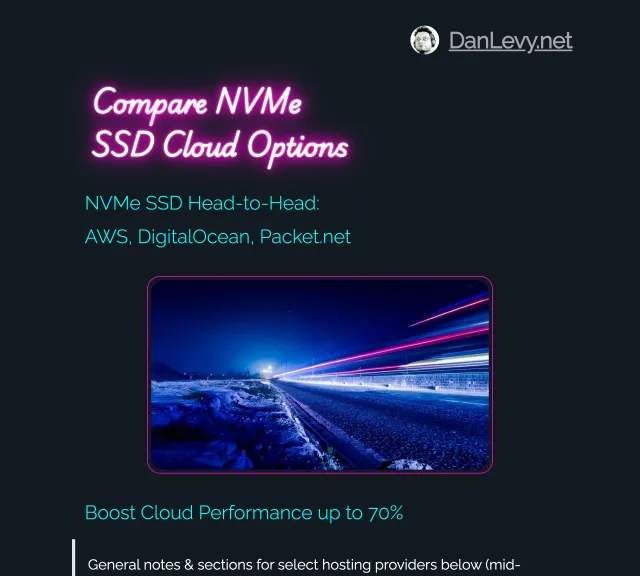 DanLevy.net
Compare NVMe
SSD Cloud Options
NVMe SSD Head-to-Head:
AWS, DigitalOcean, Packet.net
Boost Cloud Performance up to 70%
General notes & sections for select hosting providers below (mid-